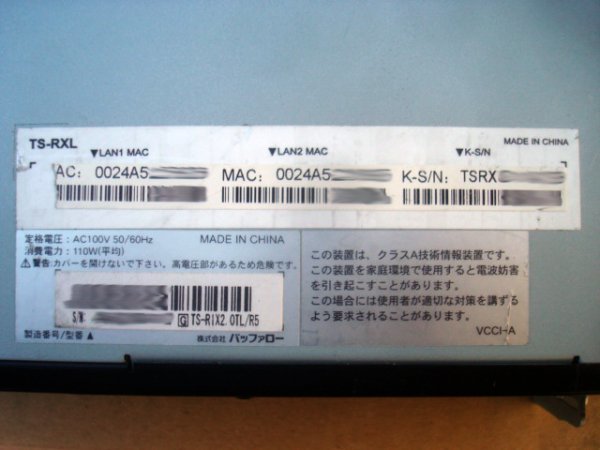 TS-RXL
▼LAN1 MAC ▼LAN2 MAC ▼K-S/N MADE IN CHINA
AC: 0024A5 MAC: 0024A5 K-S/N: TSRX
定格電圧：AC100V 50/60Hz MADE IN CHINA
消費電力：110W(平均)
⚠警告:カバーを開けないで下さい。高電圧部があるため危険です。
S/N: G TS-RIX2.0TL/R5
製造番号/型番▲ 株式会社 バッファロー
この装置は、クラスA技術情報装置です。
この装置を家庭環境で使用すると電波妨害
を引き起こすことがあります。
この場合には使用者が適切な対策を講ずる
よう要求されることがあります。
VCCI-A